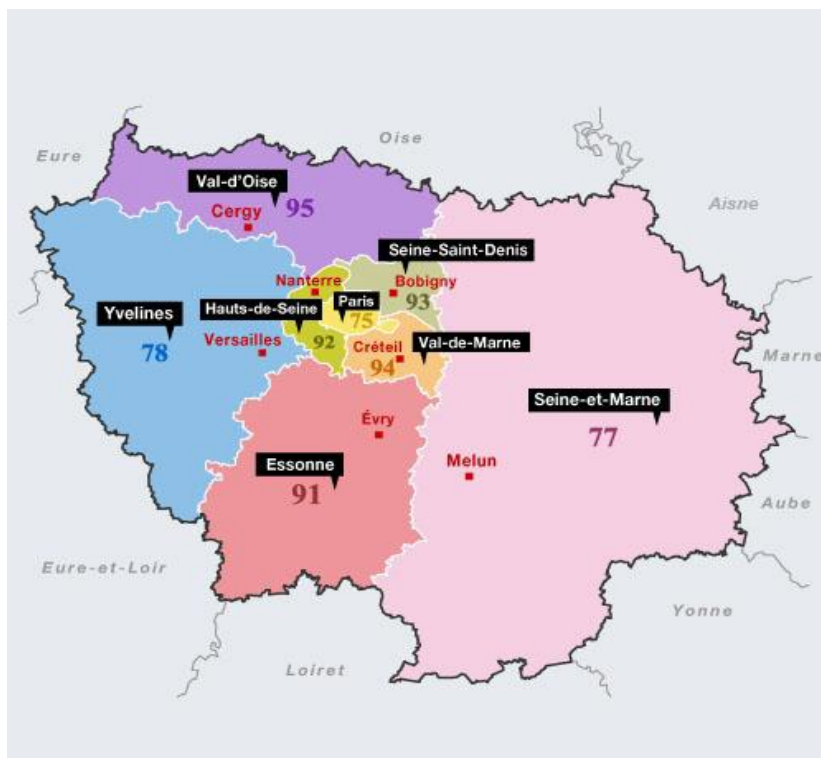 Oise
Eure
Val-d'Oise
95
Cergy
Aisne
Seine-Saint-Denis
Nanterre
Bobigny
93
Hauts-de-Seine
Paris
75
Yvelines
78
Versailles
92
Créteil
94
Val-de-Marne
Marne
Seine-et-Marne
77
Évry
Essonne
91
Melun
Aube
Eure-et-Loir
Yonne
Loiret